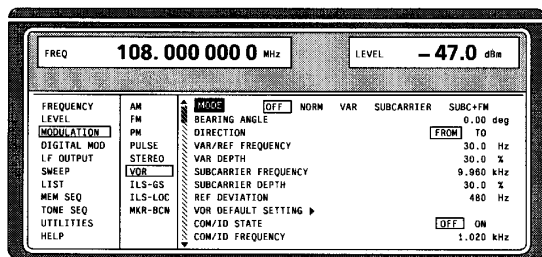 FREQ 108. 000 000 0 MHz LEVEL – 47.0 dBm
FREQUENCY AM MODE OFF NORM VAR SUBCARRIER SUBC+FM
LEVEL FM BEARING ANGLE 0.00 deg
MODULATION PM DIRECTION FROM TO
DIGITAL MOD PULSE VAR/REF FREQUENCY 30.0 Hz
LF OUTPUT STEREO VAR DEPTH 30.0 %
SWEEP VOR SUBCARRIER FREQUENCY 9.960 kHz
LIST ILS-GS SUBCARRIER DEPTH 30.0 %
MEM SEQ ILS-LOC REF DEVIATION 480 Hz
TONE SEQ MKR-BCN VOR DEFAULT SETTING ▶
UTILITIES COM/ID STATE OFF ON
HELP COM/ID FREQUENCY 1.020 kHz